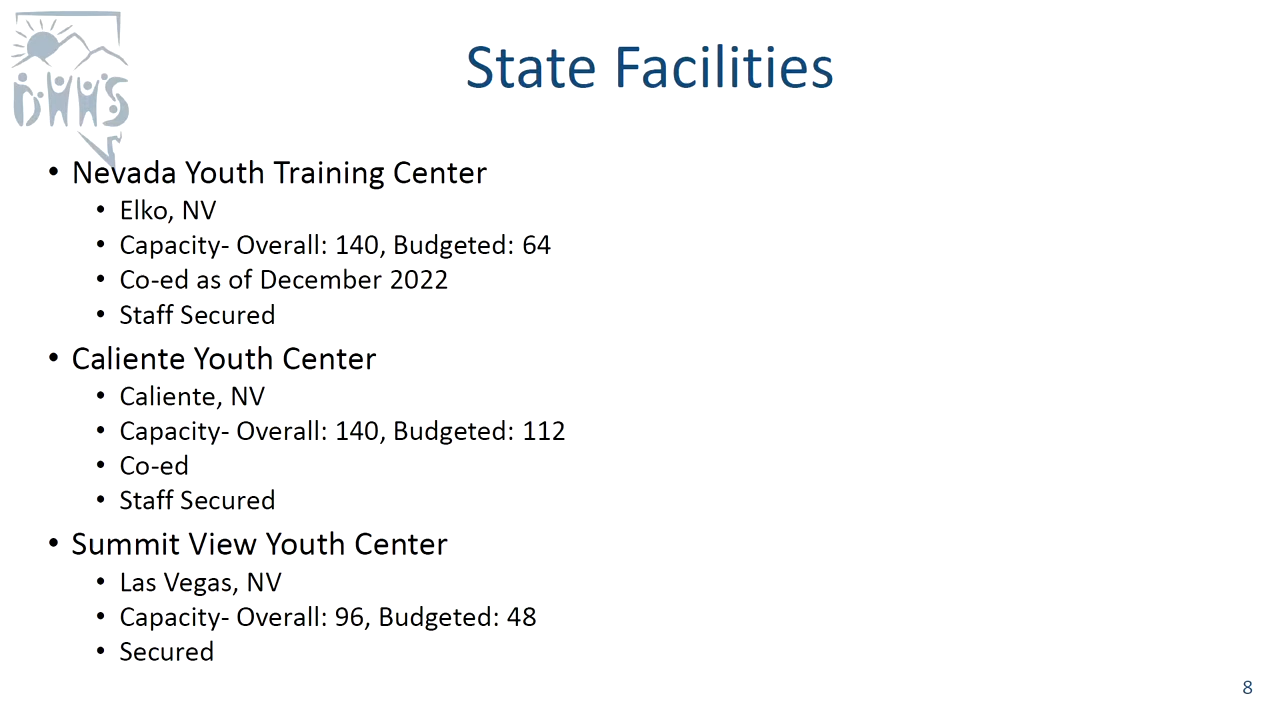 DHHS
State Facilities
• Nevada Youth Training Center
• Elko, NV
• Capacity- Overall: 140, Budgeted: 64
• Co-ed as of December 2022
• Staff Secured
• Caliente Youth Center
• Caliente, NV
• Capacity- Overall: 140, Budgeted: 112
• Co-ed
• Staff Secured
• Summit View Youth Center
• Las Vegas, NV
• Capacity- Overall: 96, Budgeted: 48
• Secured
8